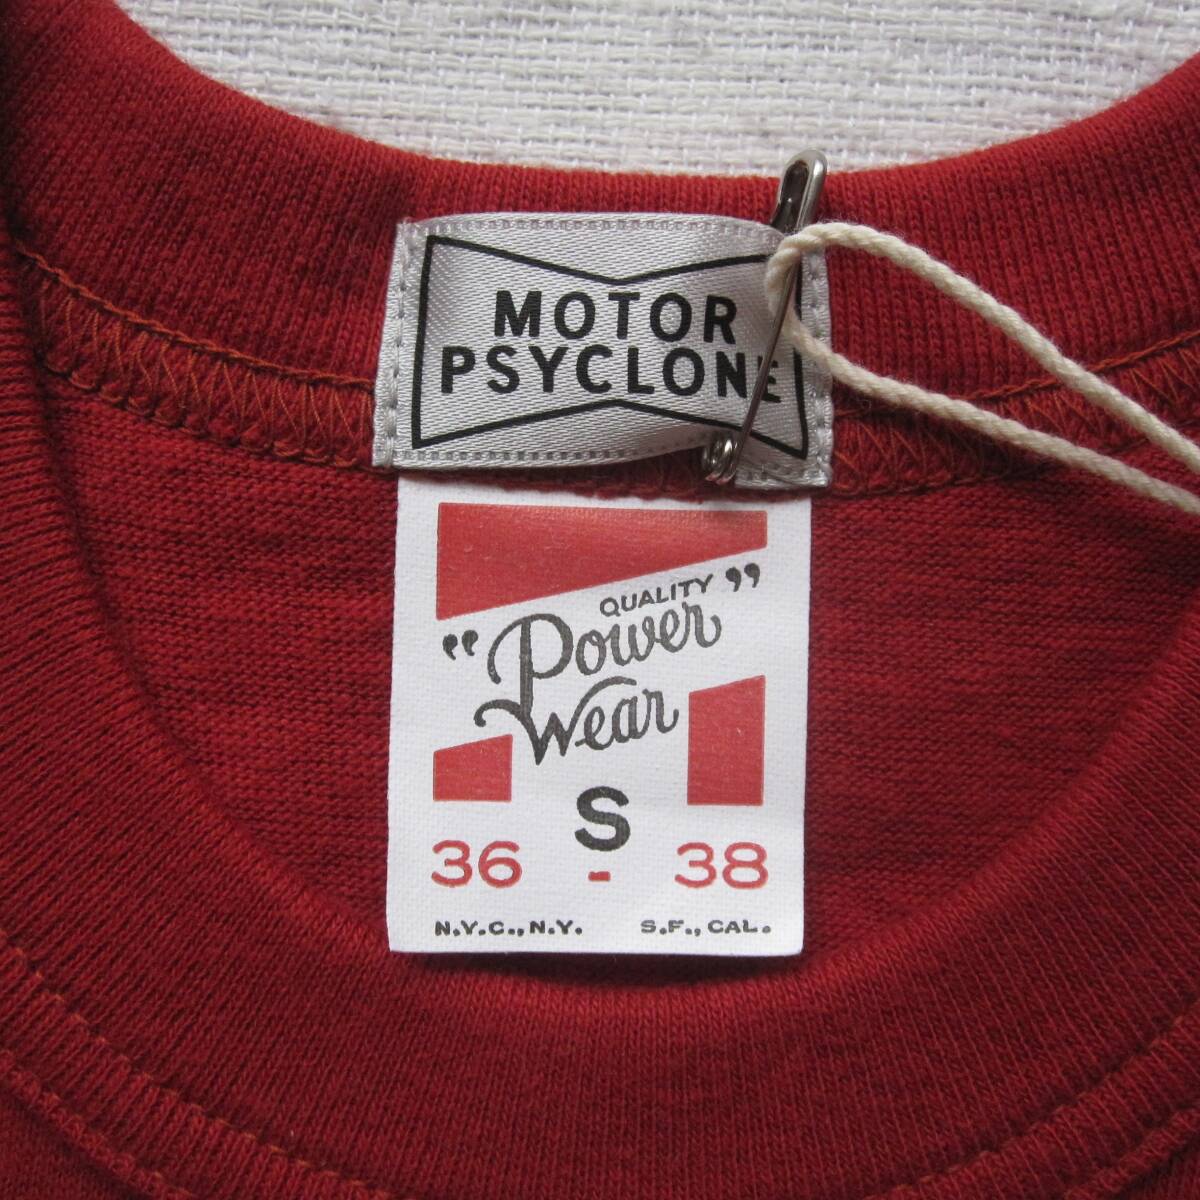 MOTOR
PSYCLONE
QUALITY
“Power”
Wear
S
36 - 38
N.Y.C., N.Y. S.F., CAL.